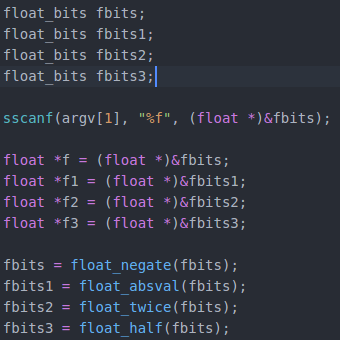 float_bits fbits;
float_bits fbits1;
float_bits fbits2;
float_bits fbits3;
sscanf(argv[1], "%f", (float *)&fbits);
float *f = (float *)&fbits;
float *f1 = (float *)&fbits1;
float *f2 = (float *)&fbits2;
float *f3 = (float *)&fbits3;
fbits = float_negate(fbits);
fbits1 = float_absval(fbits);
fbits2 = float_twice(fbits);
fbits3 = float_half(fbits);